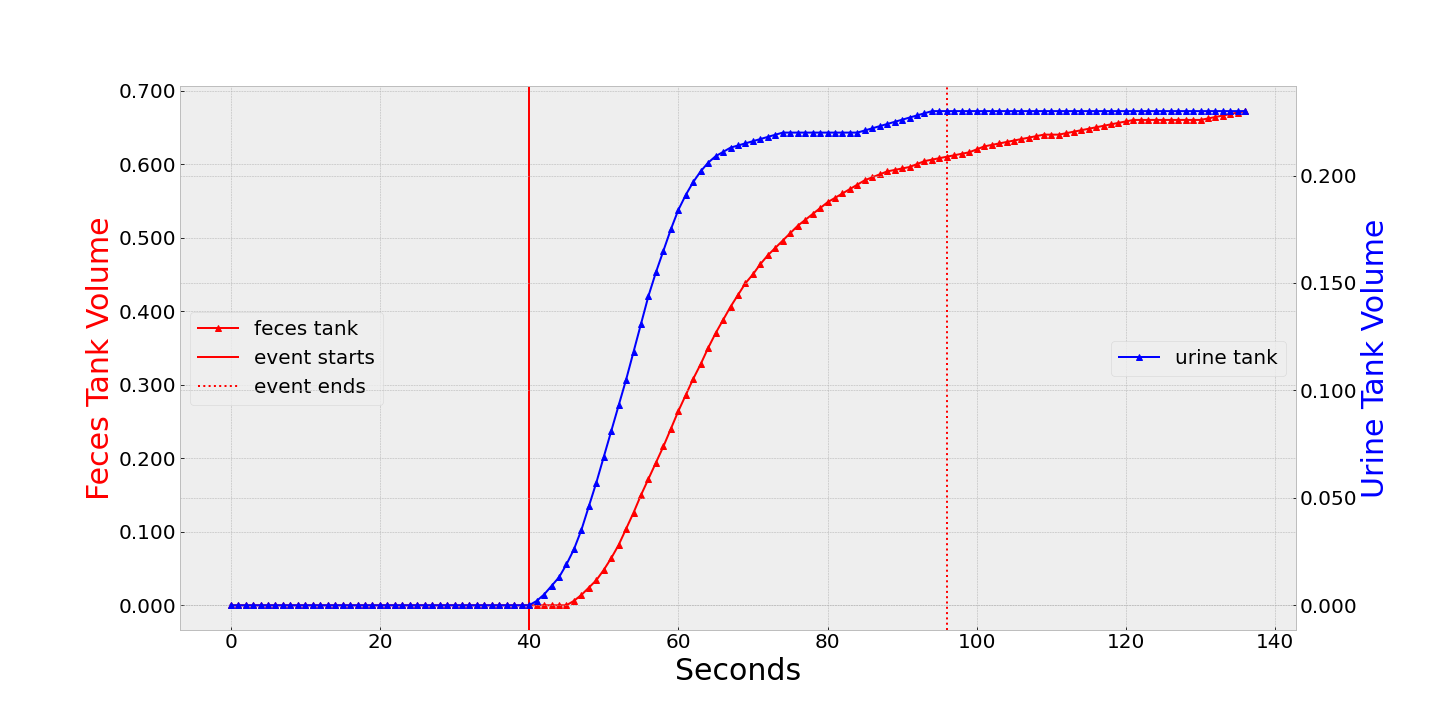 0.700
0.600
0.500
0.400
0.300
0.200
0.100
0.000
Feces Tank Volume
feces tank
event starts
event ends
urine tank
0.200
0.150
0.100
0.050
0.000
Urine Tank Volume
0 20 40 60 80 100 120 140
Seconds